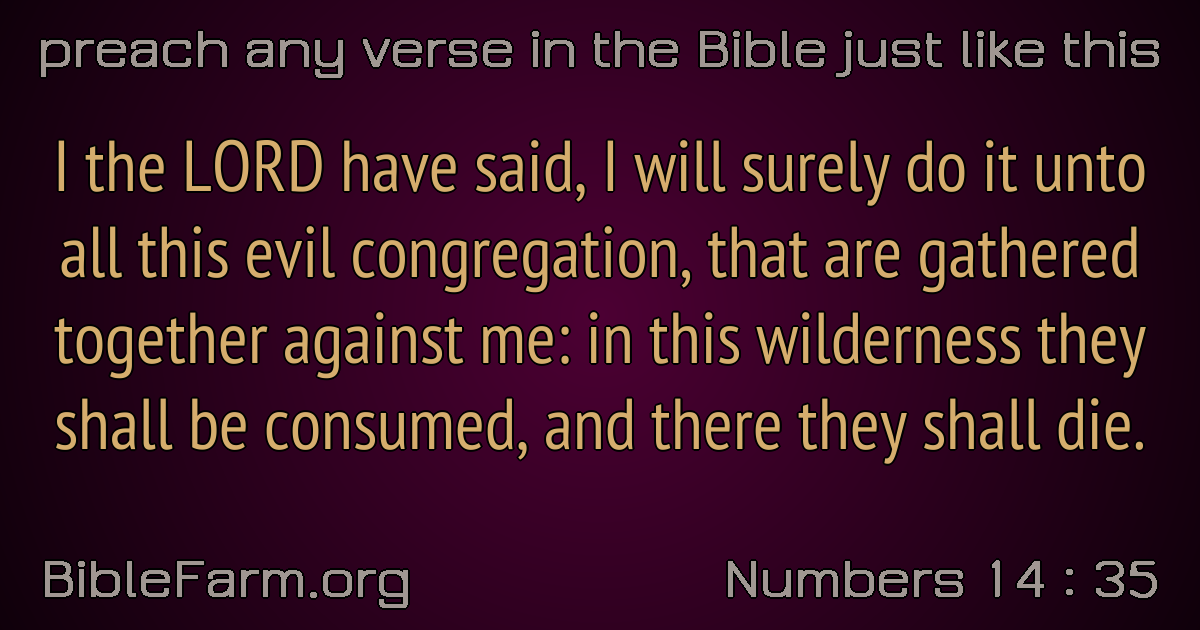 preach any verse in the Bible just like this
I the LORD have said, I will surely do it unto
all this evil congregation, that are gathered
together against me: in this wilderness they
shall be consumed, and there they shall die.
BibleFarm.org
Numbers 14 : 35